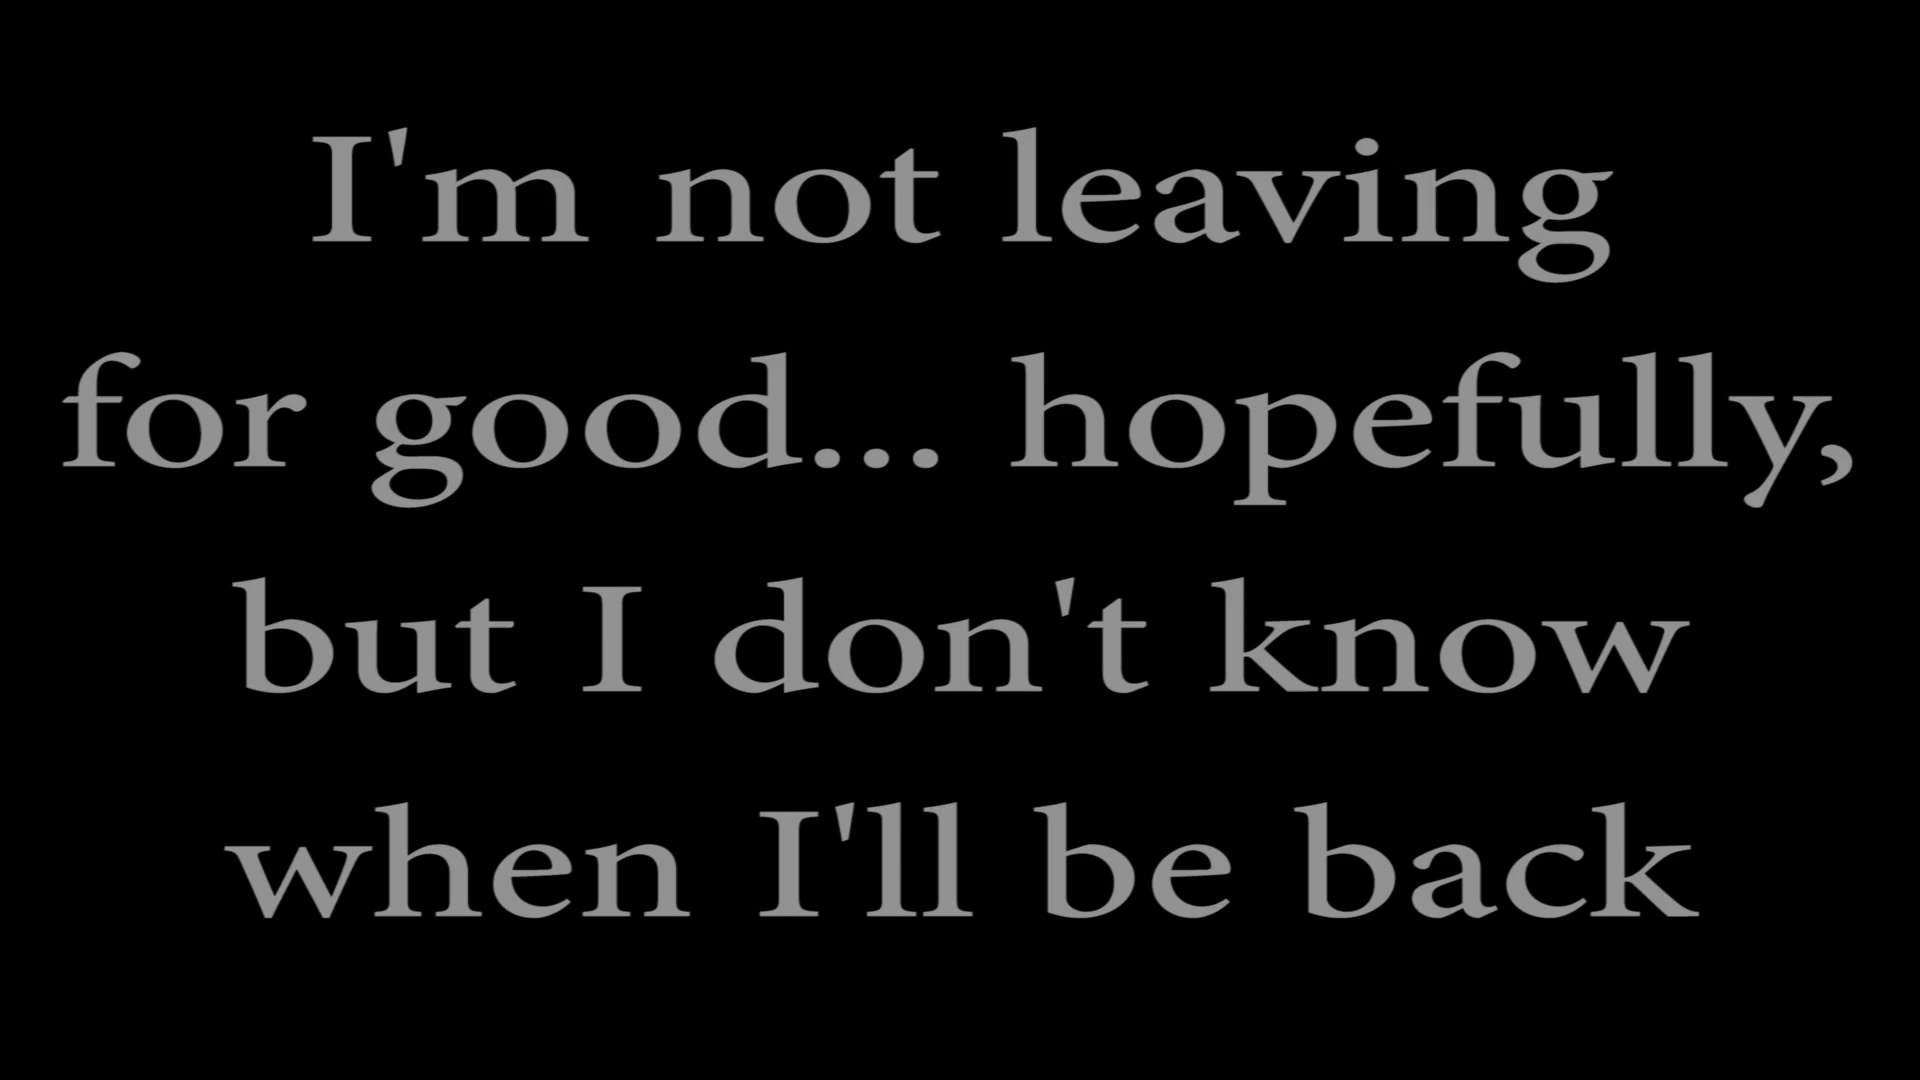 I'm not leaving
for good... hopefully,
but I don't know
when I'll be back